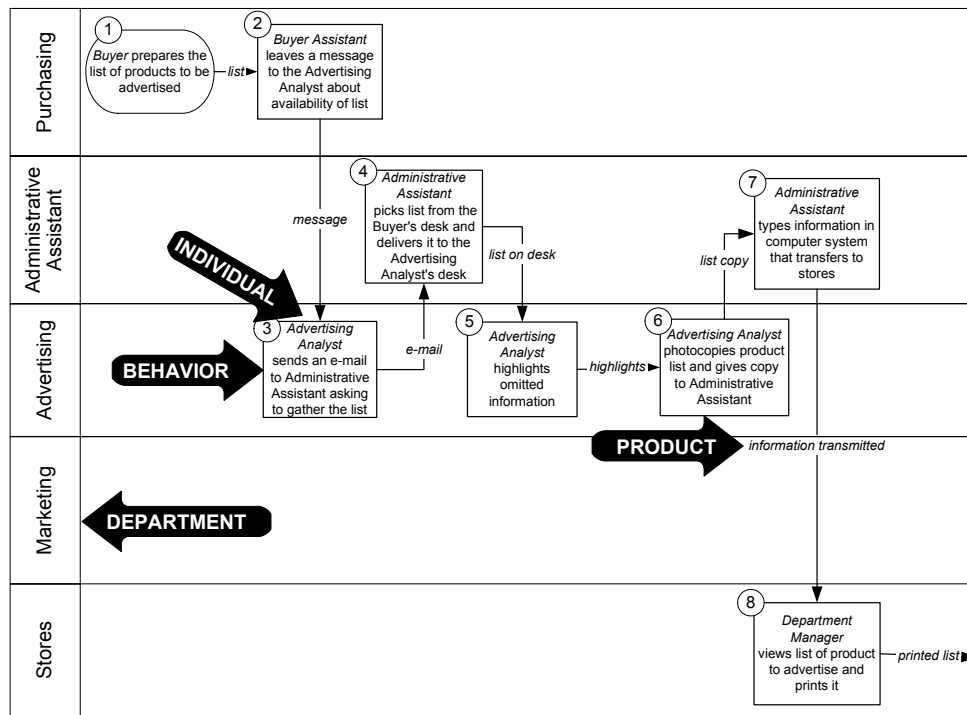 Purchasing
1
Buyer prepares the
list of products to be
advertised
list
2
Buyer Assistant
leaves a message
to the Advertising
Analyst about
availability of list
message
Administrative
Assistant
4
Administrative
Assistant
picks list from the
Buyer's desk and
delivers it to the
Advertising
Analyst's desk
list on desk
7
Administrative
Assistant
types information in
computer system
that transfers to
stores
list copy
INDIVIDUAL
Advertising
BEHAVIOR
3
Advertising
Analyst
sends an e-mail
to Administrative
Assistant asking
to gather the list
e-mail
5
Advertising
Analyst
highlights
omitted
information
highlights
6
Advertising Analyst
photocopies product
list and gives copy
to Administrative
Assistant
PRODUCT
information transmitted
Marketing
DEPARTMENT
Stores
8
Department
Manager
views list of product
to advertise and
prints it
printed list